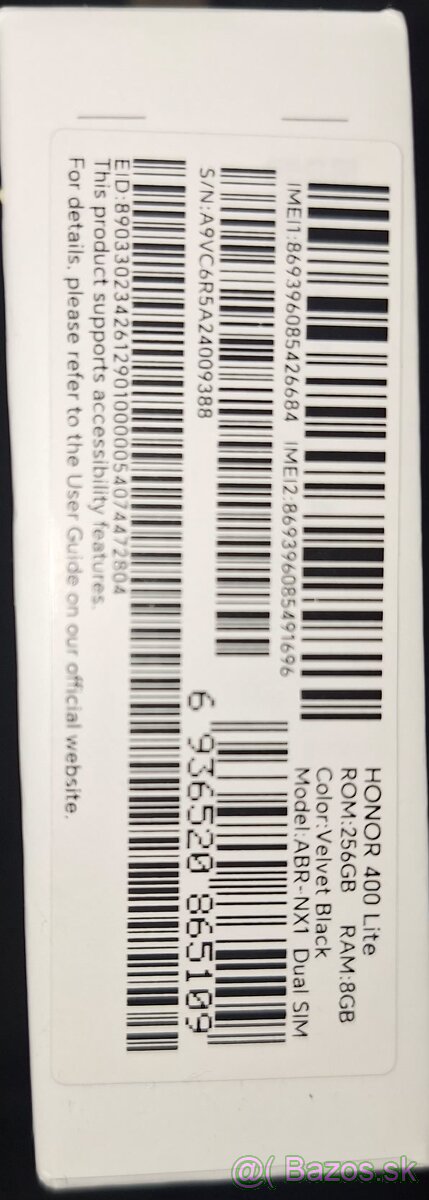 HONOR 400 Lite
ROM:256GB RAM:8GB
Color:Velvet Black
Model:ABR-NX1 Dual SIM
IMEI1:869396085426684 IMEI2:869396085491696
S/N:A9VC6R5A24009388
6 936520 865109
EID:89033023426129010000054074472804
This product supports accessibility features.
For details, please refer to the User Guide on our official website.
@( Bazos.sk